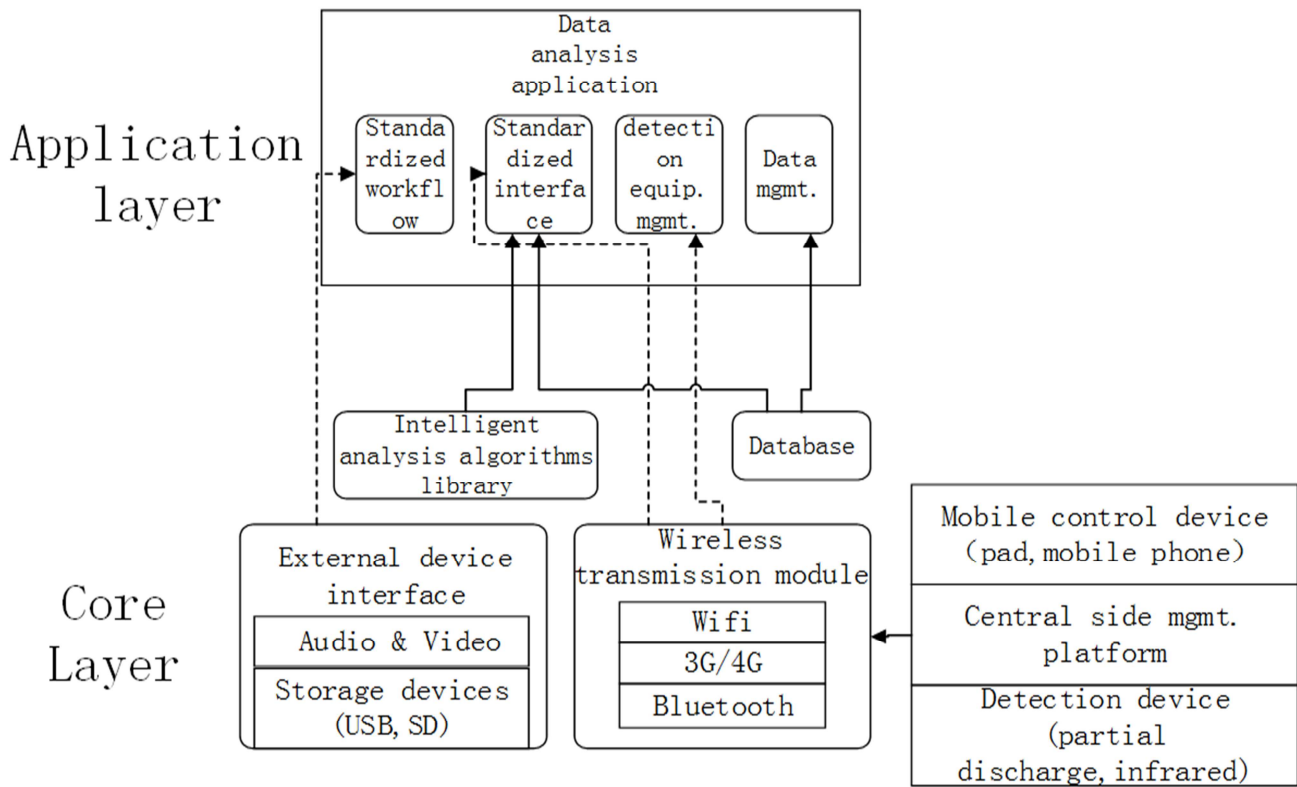 Data
analysis
application
Application
layer
Standa
rdized
workfl
ow
Standar
dized
interfa
ce
detecti
on
equip.
mgmt.
Data
mgmt.
Intelligent
analysis algorithms
library
Database
Core
Layer
External device
interface
Audio & Video
Storage devices
(USB, SD)
Wireless
transmission module
Wifi
3G/4G
Bluetooth
Mobile control device
(pad, mobile phone)
Central side mgmt.
platform
Detection device
(partial
discharge, infrared)